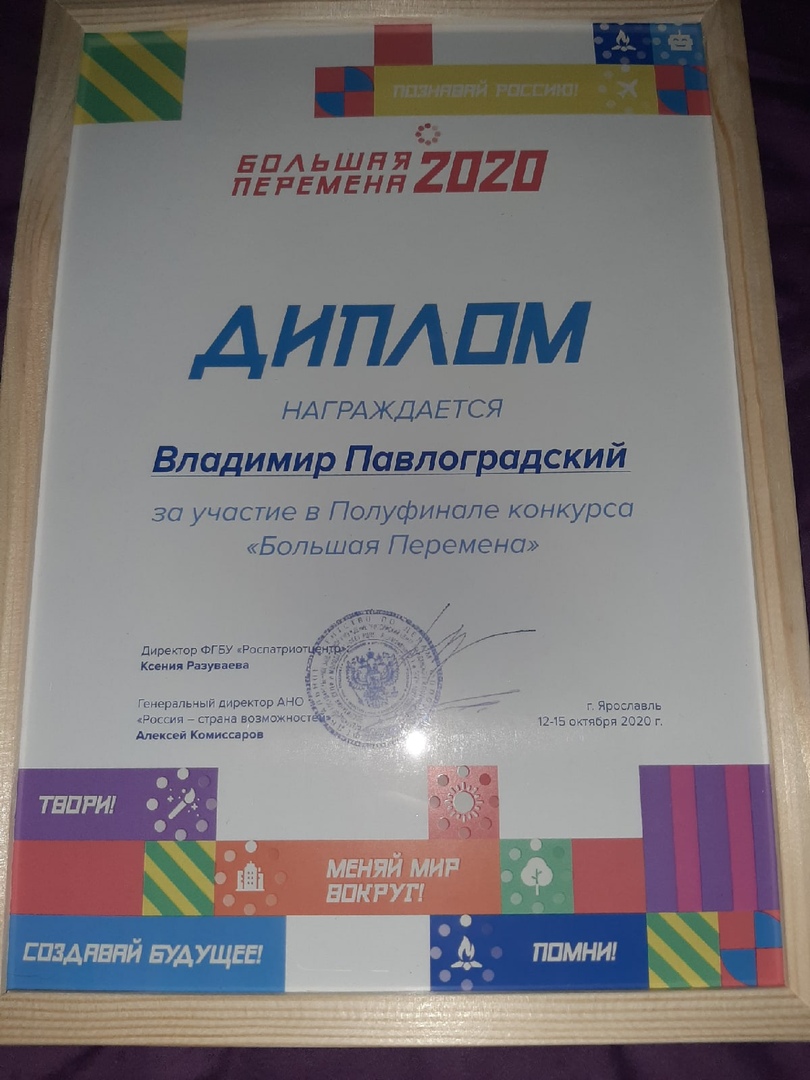 ПОЗНАВАЙ РОССИЮ!
БОЛЬШАЯ
ПЕРЕМЕНА 2020
ДИПЛОМ
НАГРАЖДАЕТСЯ
Владимир Павлоградский
за участие в Полуфинале конкурса
«Большая Перемена»
Директор ФГБУ «Роспатриотцентр»
Ксения Разуваева
Генеральный директор АНО
«Россия – страна возможностей»
Алексей Комиссаров
г. Ярославль
12-15 октября 2020 г.
ТВОРИ!
МЕНЯЙ МИР
ВОКРУГ!
СОЗДАВАЙ БУДУЩЕЕ!
ПОМНИ!